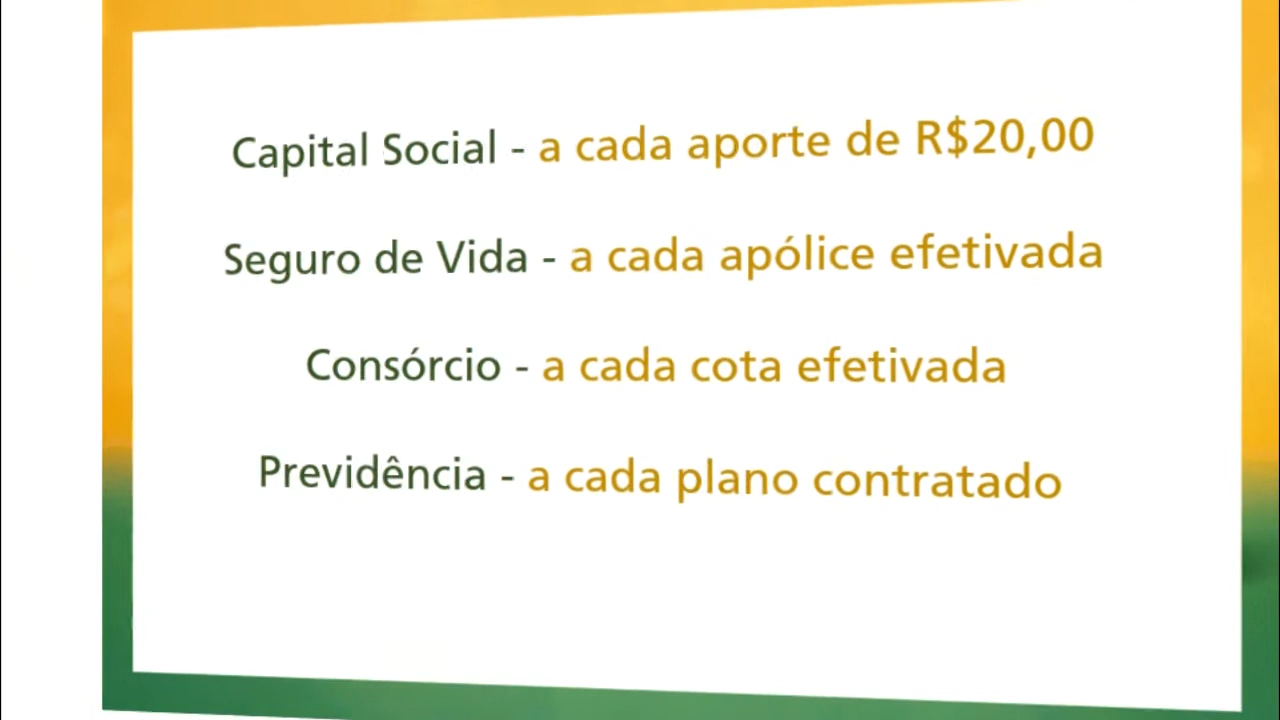 Capital Social - a cada aporte de R$20,00
Seguro de Vida - a cada apólice efetivada
Consórcio - a cada cota efetivada
Previdência - a cada plano contratado